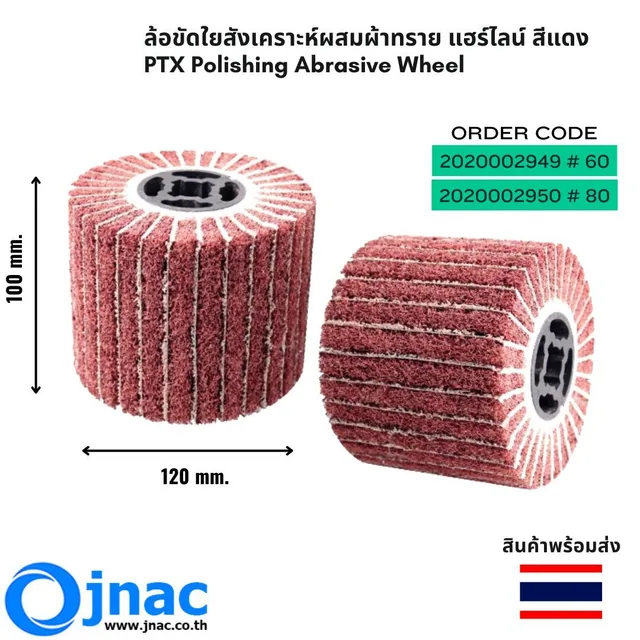 ล้อขัดใยสังเคราะห์ผสมผ้าทราย แฮร์ไลน์ สีแดง
PTX Polishing Abrasive Wheel
ORDER CODE
2020002949 # 60
2020002950 # 80
100 mm.
120 mm.
สินค้าพร้อมส่ง
jnac
www.jnac.co.th